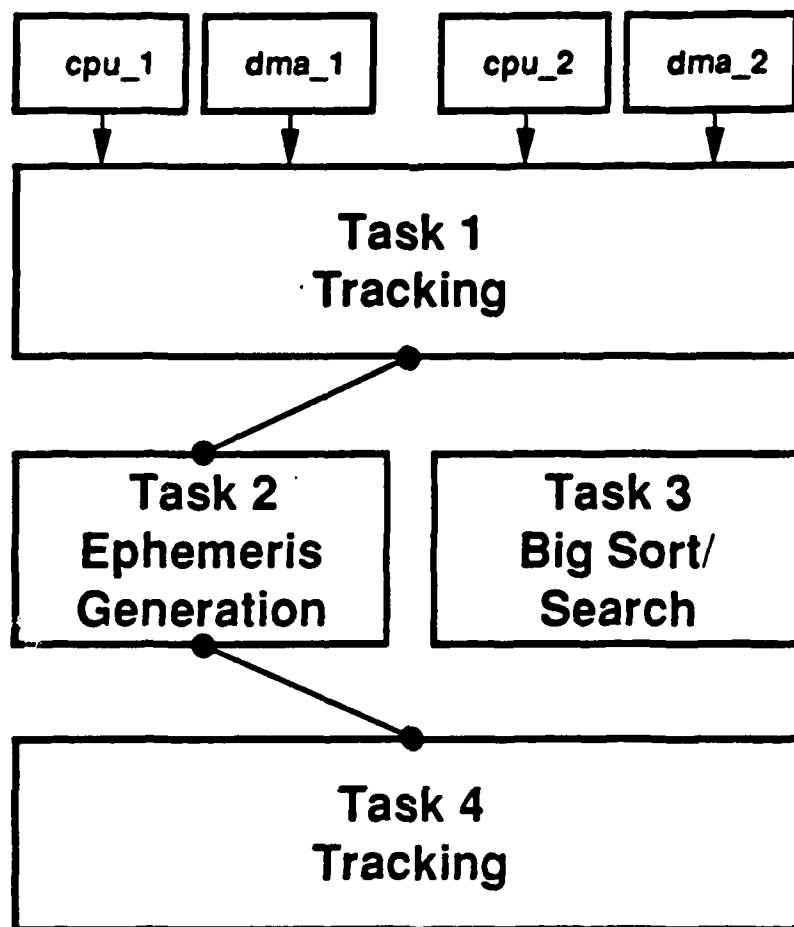 cpu_1
dma_1
cpu_2
dma_2
Task 1
Tracking
Task 2
Ephemeris
Generation
Task 3
Big Sort/
Search
Task 4
Tracking